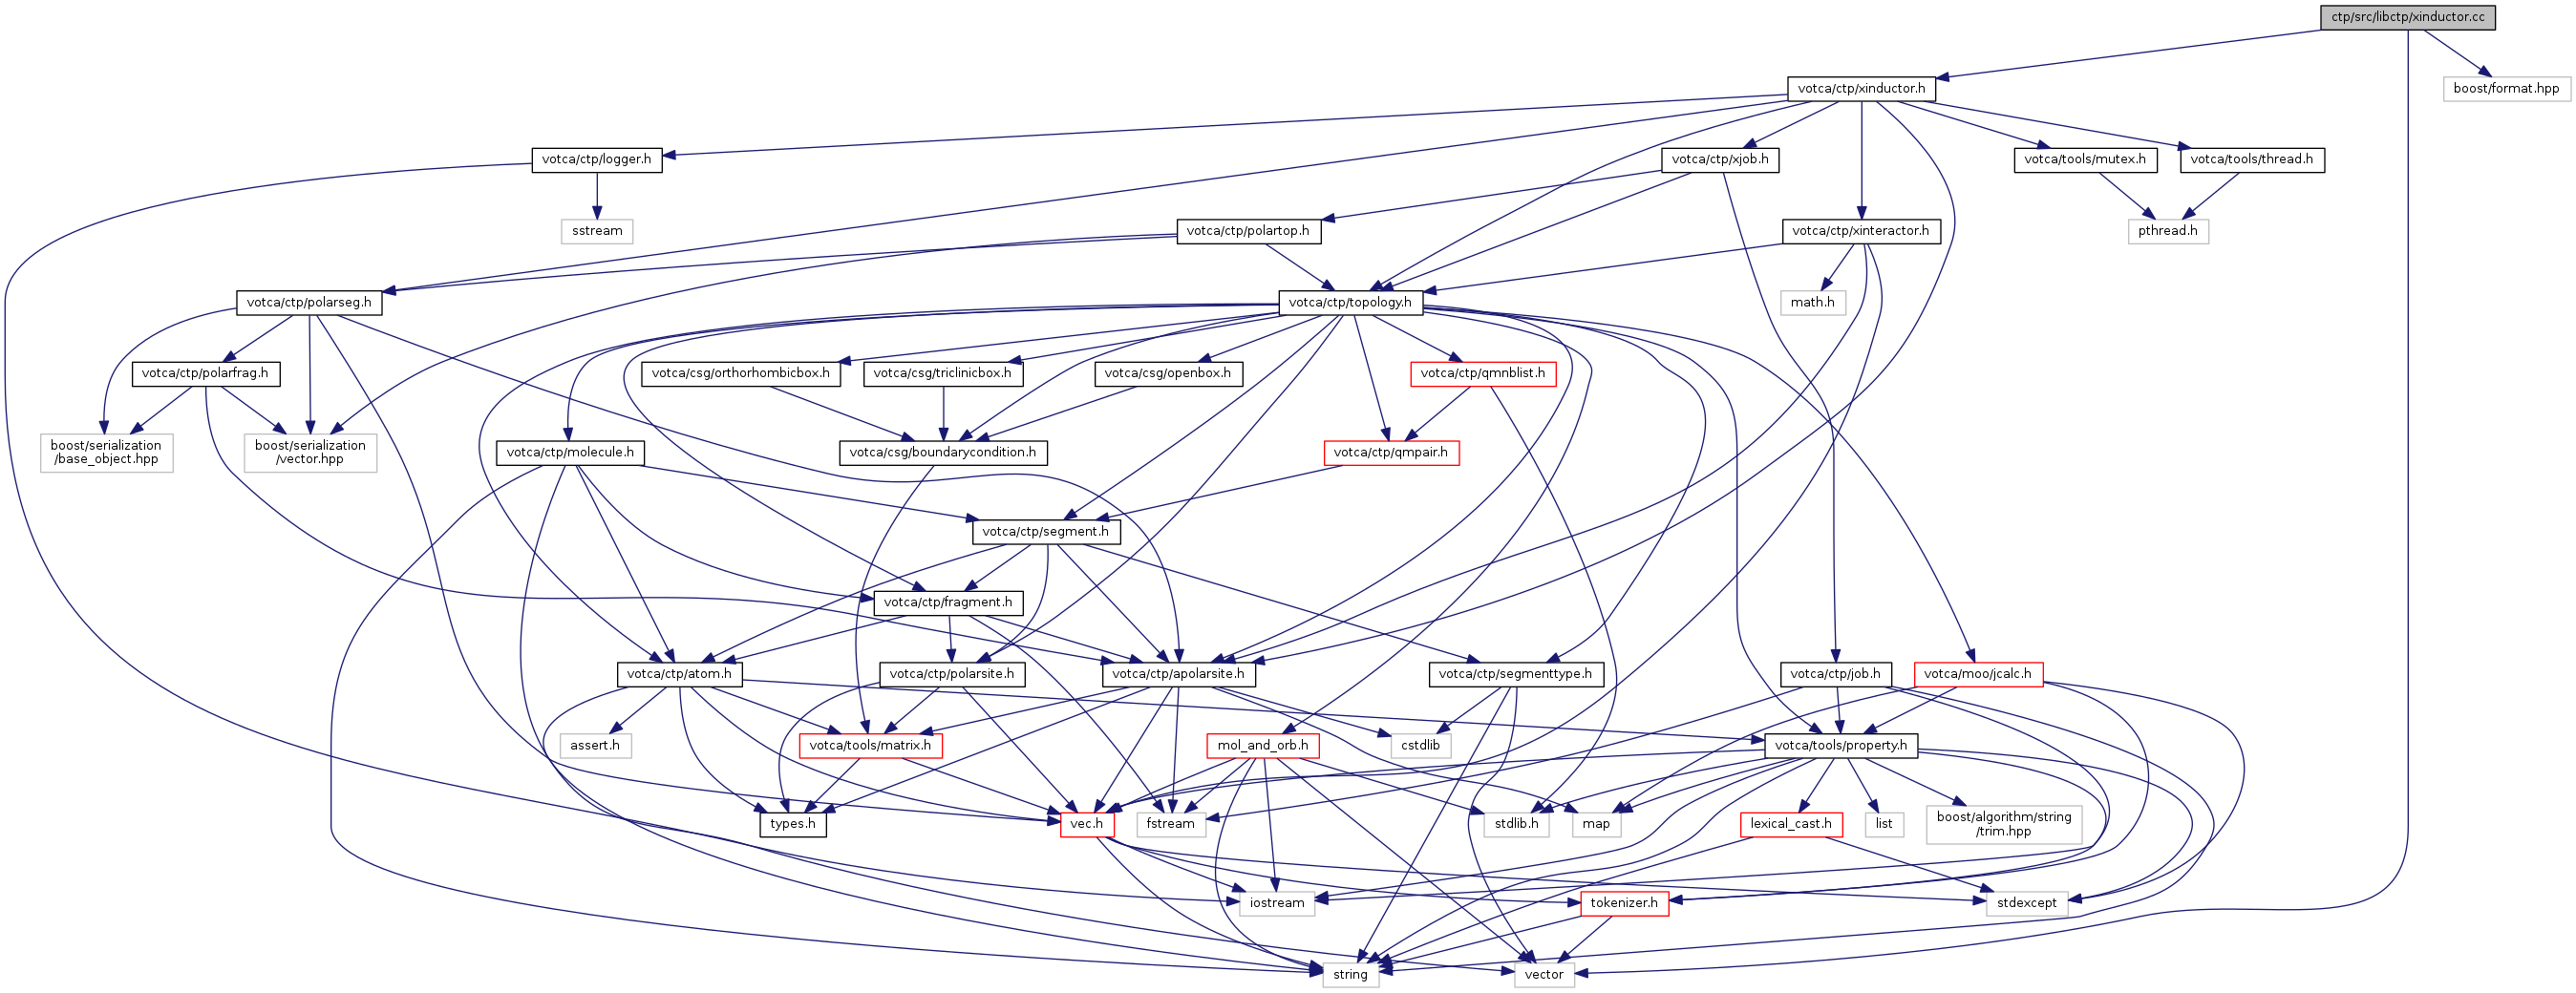 ctp/src/libctp/xinductor.cc
votca/ctp/xinductor.h
boost/format.hpp
votca/ctp/logger.h
votca/ctp/xjob.h
votca/tools/mutex.h
votca/tools/thread.h
sstream
votca/ctp/polartop.h
votca/ctp/xinteractor.h
pthread.h
votca/ctp/polarseg.h
votca/ctp/topology.h
math.h
votca/ctp/polarfrag.h
votca/csg/orthorhombicbox.h
votca/csg/triclinicbox.h
votca/csg/openbox.h
votca/ctp/qmnblist.h
boost/serialization
/base_object.hpp
boost/serialization
/vector.hpp
votca/ctp/molecule.h
votca/csg/boundarycondition.h
votca/ctp/qmpair.h
votca/ctp/segment.h
votca/ctp/fragment.h
votca/ctp/atom.h
votca/ctp/polarsite.h
votca/ctp/apolarsite.h
votca/ctp/segmenttype.h
votca/ctp/job.h
votca/moo/jcalc.h
assert.h
votca/tools/matrix.h
mol_and_orb.h
cstdlib
votca/tools/property.h
types.h
vec.h
fstream
stdlib.h
map
lexical_cast.h
list
boost/algorithm/string
/trim.hpp
iostream
tokenizer.h
stdexcept
string
vector